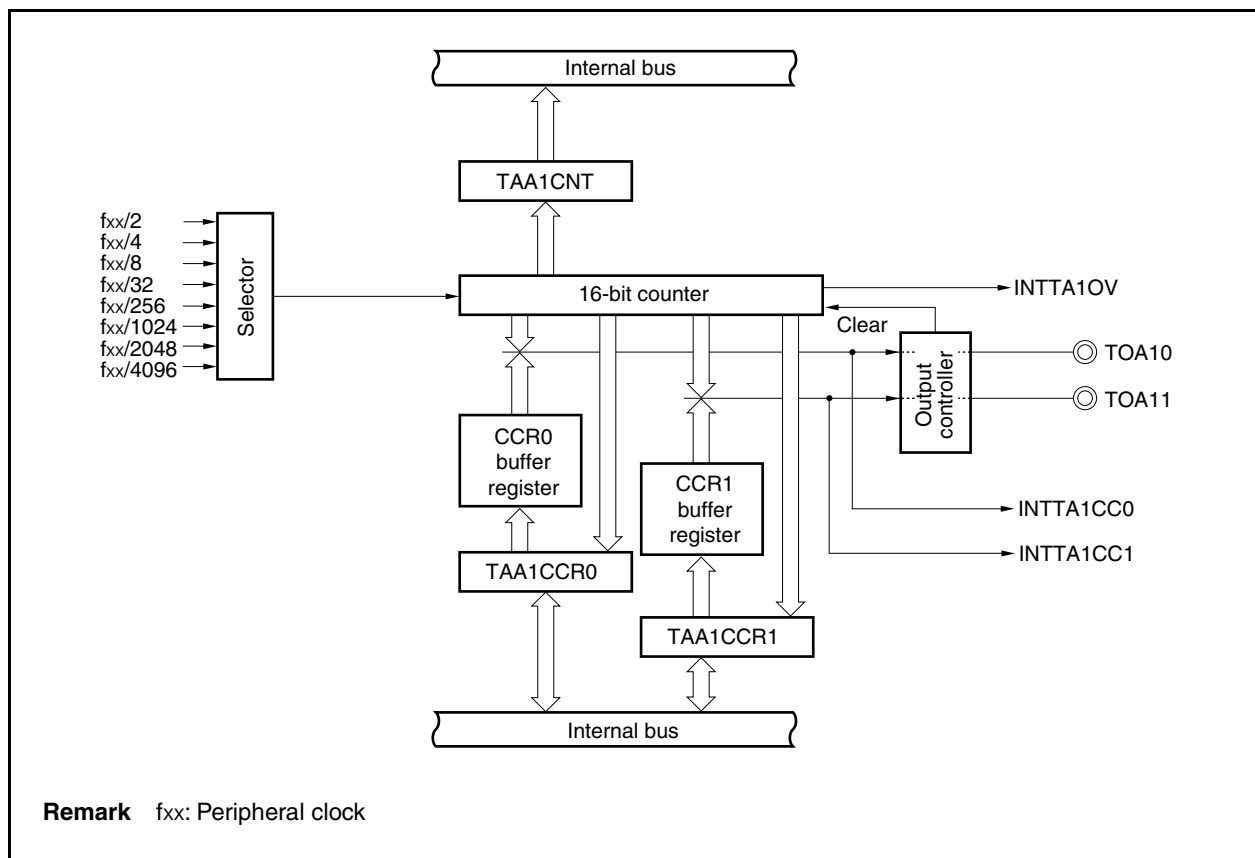 Internal bus
TAA1CNT
fxx/2
fxx/4
fxx/8
fxx/32
fxx/256
fxx/1024
fxx/2048
fxx/4096
Selector
16-bit counter
INTTA1OV
Clear
Output
controller
TOA10
TOA11
CCR0
buffer
register
CCR1
buffer
register
INTTA1CC0
INTTA1CC1
TAA1CCR0
TAA1CCR1
Internal bus
Remark fxx: Peripheral clock